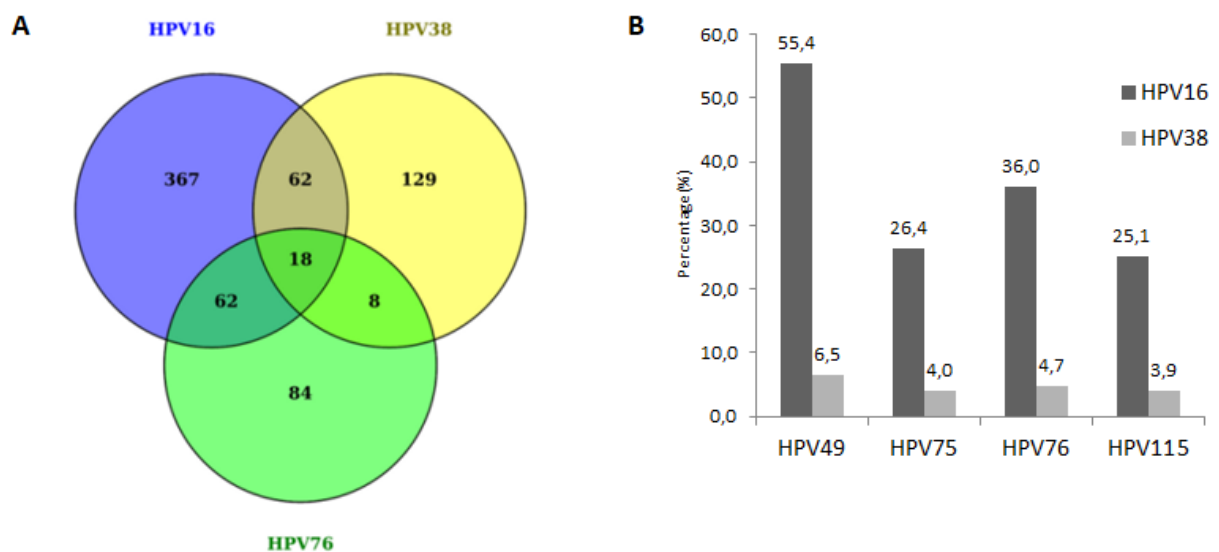 A
HPV16
HPV38
367
62
129
18
62
8
84
HPV76
B
60,0
50,0
40,0
30,0
20,0
10,0
0,0
Percentage (%)
55,4
6,5
26,4
4,0
36,0
4,7
25,1
3,9
HPV49
HPV75
HPV76
HPV115
HPV16
HPV38